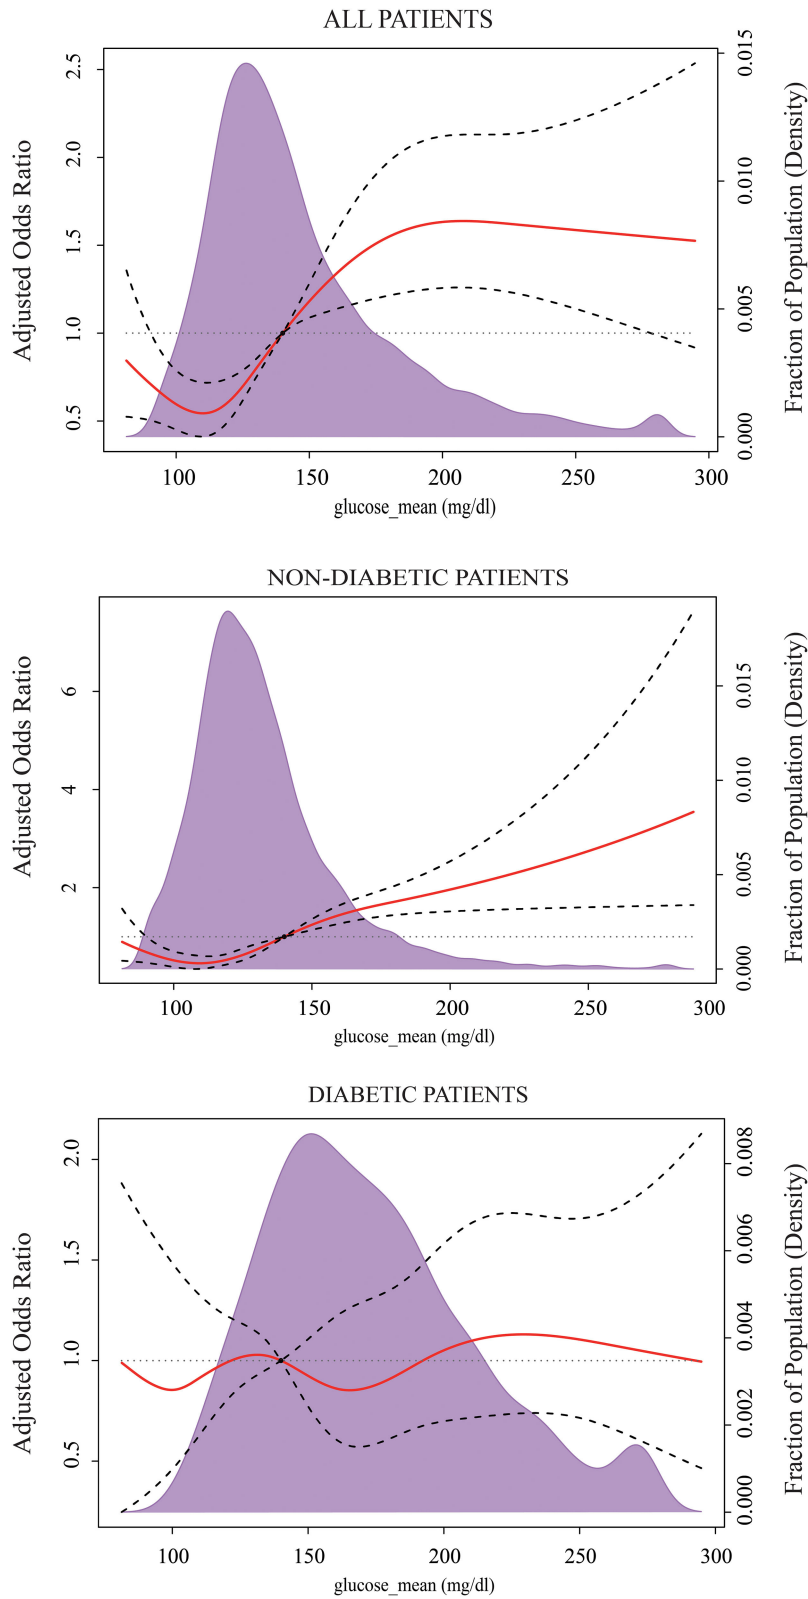 ALL PATIENTS
Adjusted Odds Ratio
2.5
2.0
1.5
1.0
0.5
0.015
0.010
0.005
0.000
Fraction of Population (Density)
100 150 200 250 300
glucose_mean (mg/dl)
NON-DIABETIC PATIENTS
Adjusted Odds Ratio
6
4
2
0.015
0.010
0.005
0.000
Fraction of Population (Density)
100 150 200 250 300
glucose_mean (mg/dl)
DIABETIC PATIENTS
Adjusted Odds Ratio
2.0
1.5
1.0
0.5
0.008
0.006
0.004
0.002
0.000
Fraction of Population (Density)
100 150 200 250 300
glucose_mean (mg/dl)